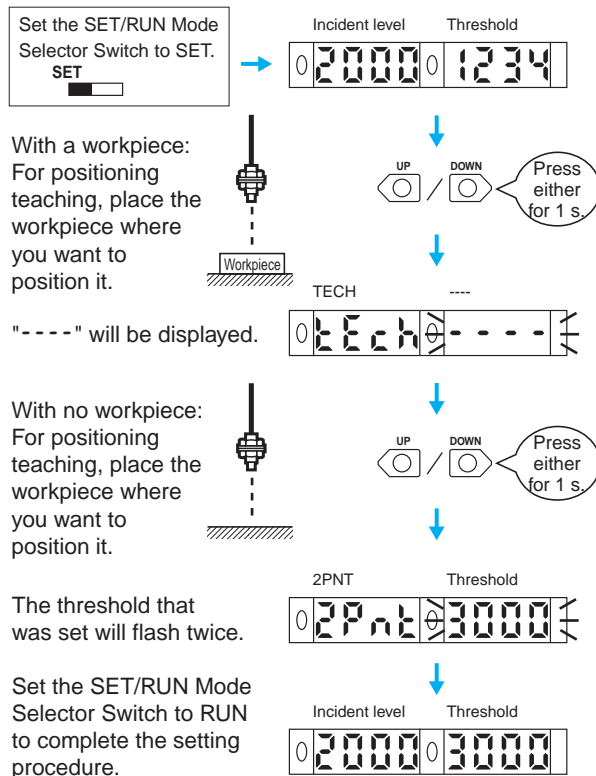 Set the SET/RUN Mode
Selector Switch to SET.
SET
Incident level Threshold
2000 1234
With a workpiece:
For positioning
teaching, place the
workpiece where
you want to
position it.
Workpiece
UP / DOWN
Press
either
for 1 s.
TECH ----
"----" will be displayed.
tEch ----
With no workpiece:
For positioning
teaching, place the
workpiece where
you want to
position it.
UP / DOWN
Press
either
for 1 s.
2PNT Threshold
The threshold that
was set will flash twice.
2Pnt 3000
Set the SET/RUN Mode
Selector Switch to RUN
to complete the setting
procedure.
Incident level Threshold
2000 3000